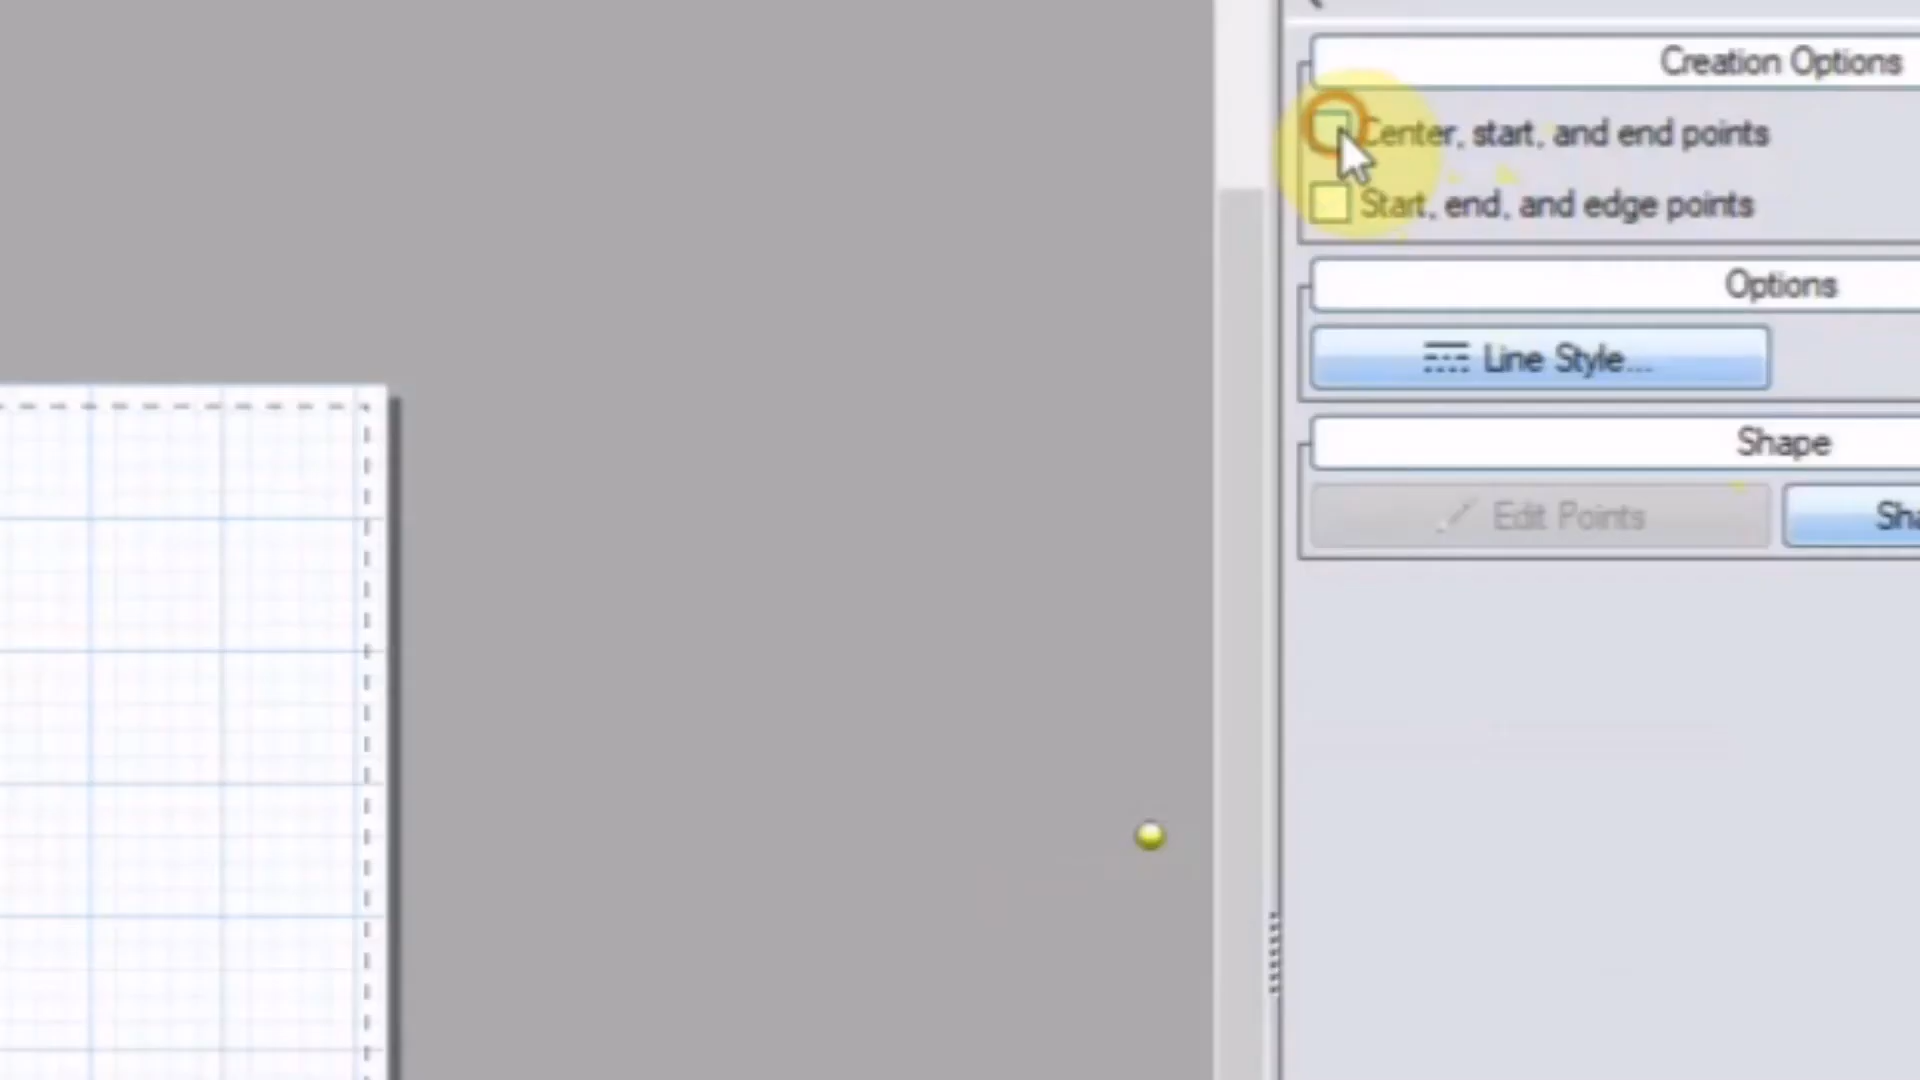 Creation Options
Center, start, and end points
Start, end, and edge points
Options
Line Style...
Shape
Edit Points